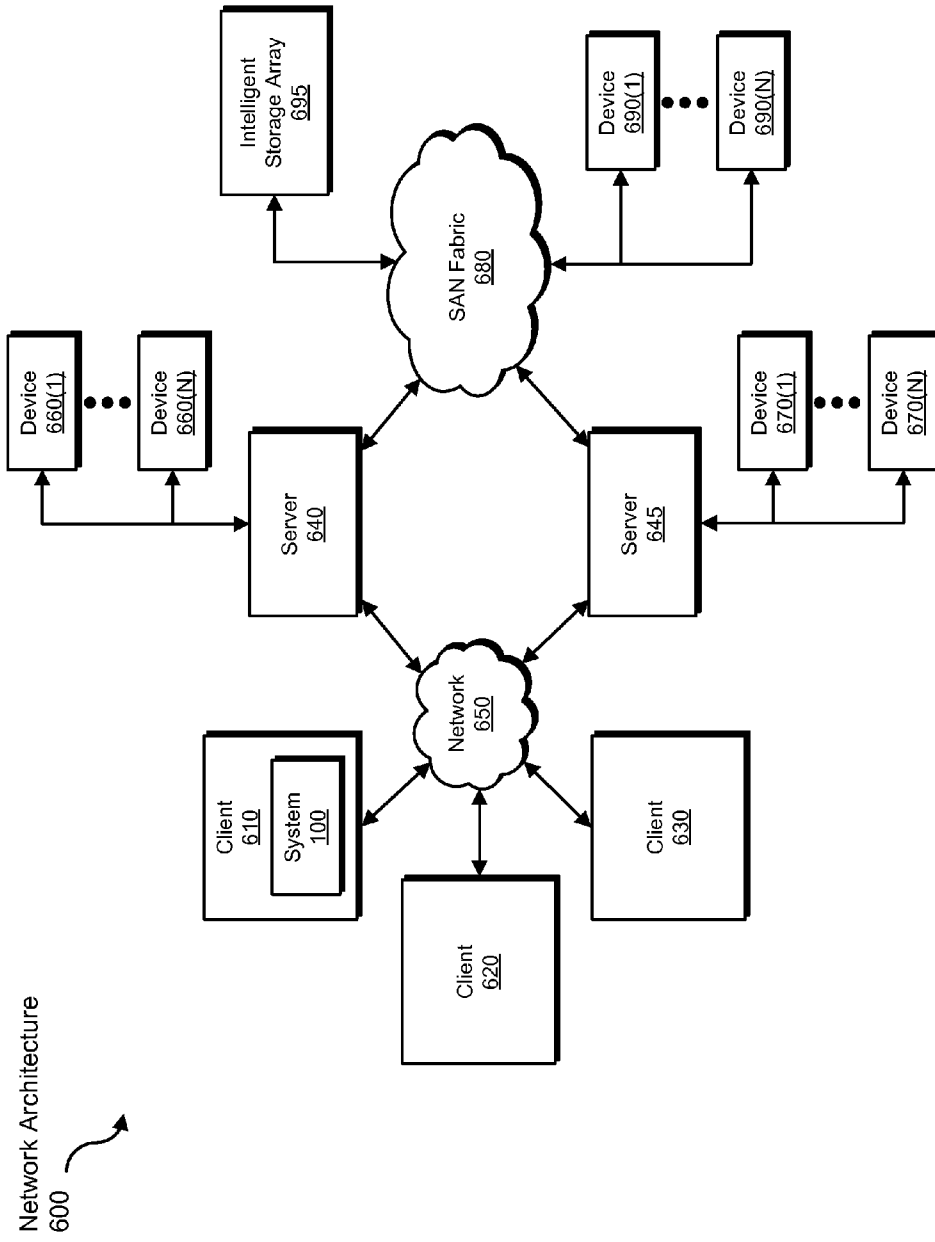 Network Architecture
600
Client
610
System
100
Client
620
Client
630
Network
650
Server
640
Server
645
Device
660(1)
Device
660(N)
Device
670(1)
Device
670(N)
SAN Fabric
680
Intelligent
Storage Array
695
Device
690(1)
Device
690(N)